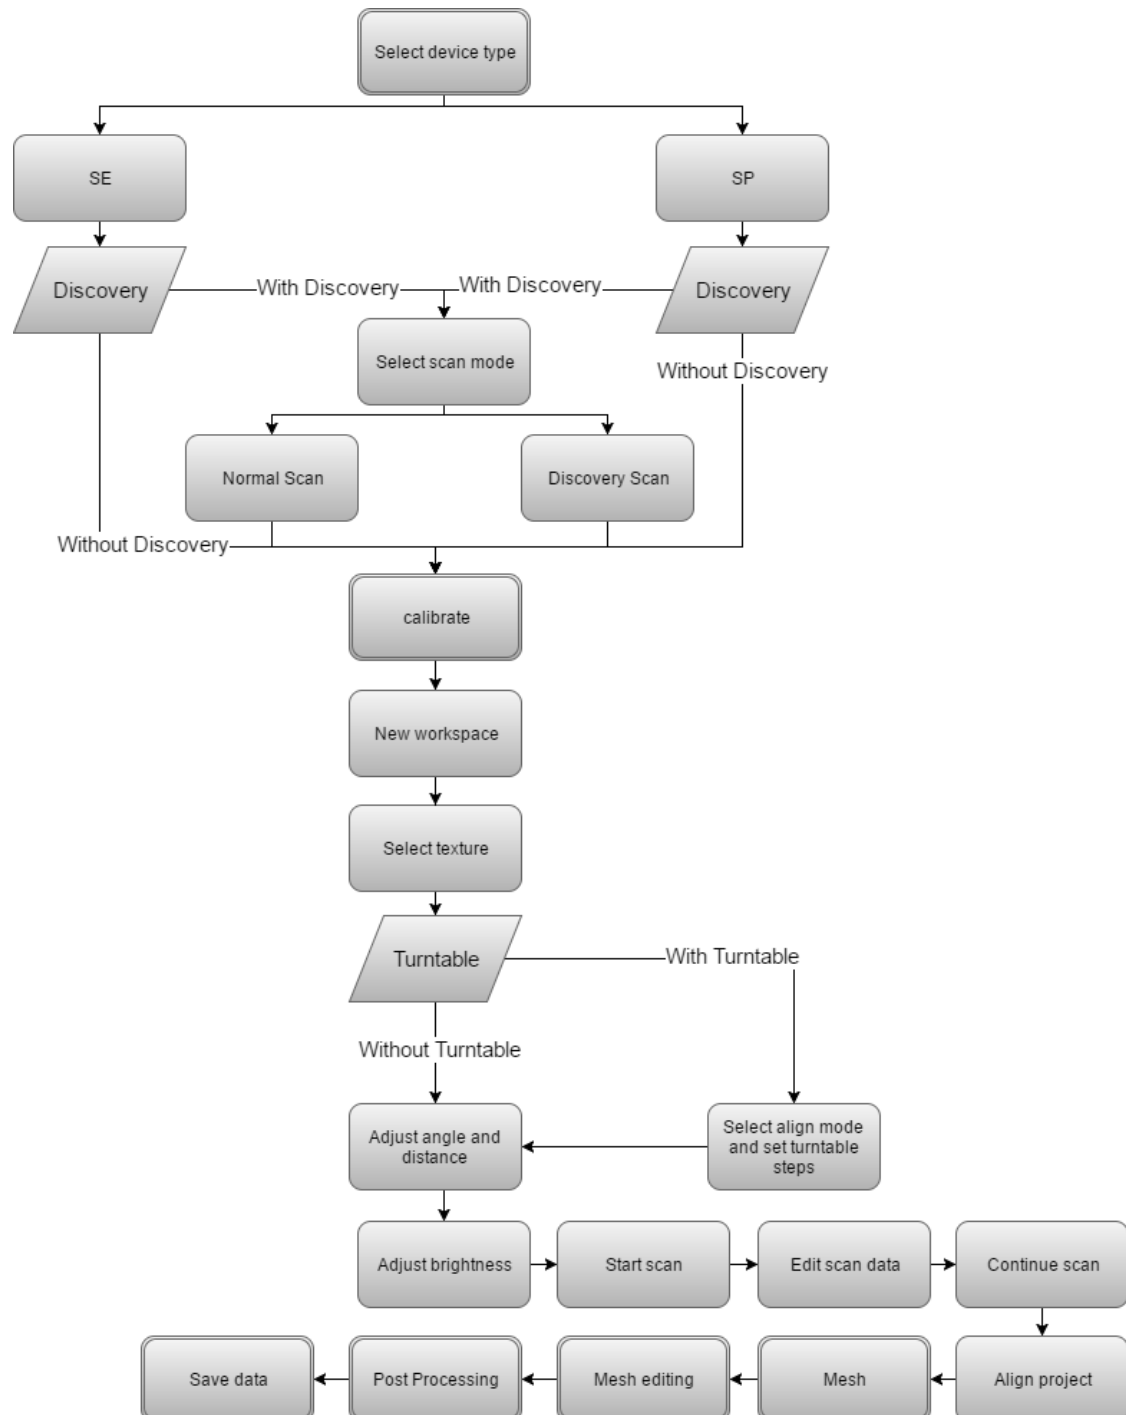 Select device type
SE
SP
Discovery
With Discovery
With Discovery
Discovery
Select scan mode
Without Discovery
Normal Scan
Discovery Scan
Without Discovery
calibrate
New workspace
Select texture
Turntable
With Turntable
Without Turntable
Adjust angle and
distance
Select align mode
and set turntable
steps
Adjust brightness
Start scan
Edit scan data
Continue scan
Save data
Post Processing
Mesh editing
Mesh
Align project